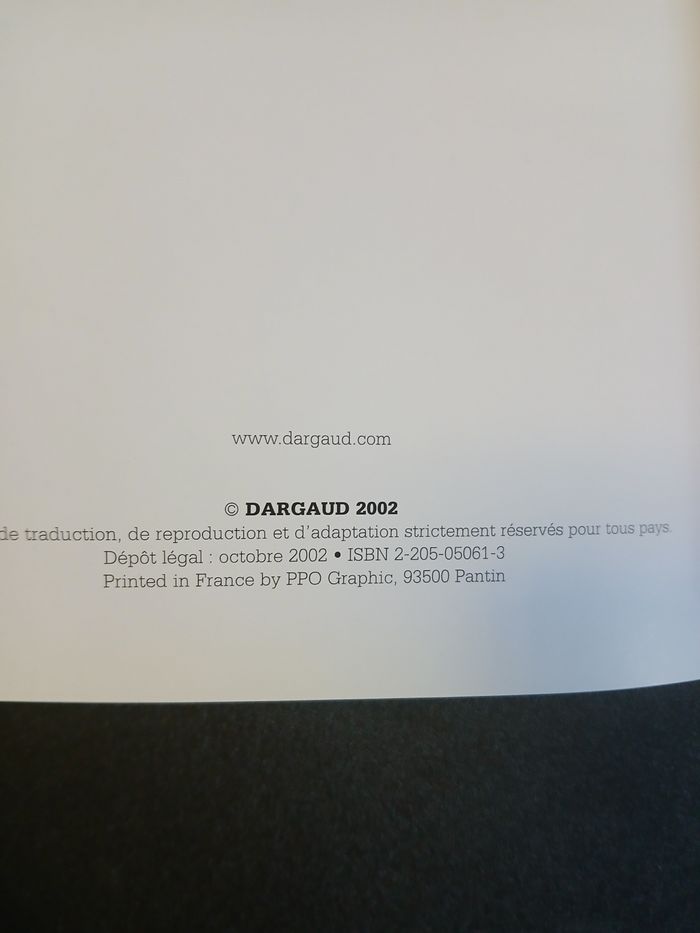 www.dargaud.com
© DARGAUD 2002
de traduction, de reproduction et d'adaptation strictement réservés pour tous pays.
Dépôt légal : octobre 2002 • ISBN 2-205-05061-3
Printed in France by PPO Graphic, 93500 Pantin